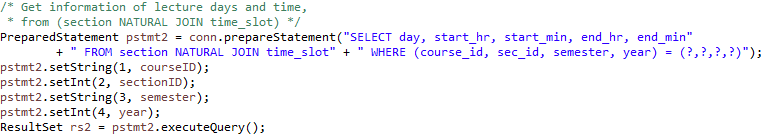 /* Get information of lecture days and time,
 * from (section NATURAL JOIN time_slot) */
PreparedStatement pstmt2 = conn.prepareStatement("SELECT day, start_hr, start_min, end_hr, end_min"
        + " FROM section NATURAL JOIN time_slot" + " WHERE (course_id, sec_id, semester, year) = (?,?,?,?)");
pstmt2.setString(1, courseID);
pstmt2.setInt(2, sectionID);
pstmt2.setString(3, semester);
pstmt2.setInt(4, year);
ResultSet rs2 = pstmt2.executeQuery();